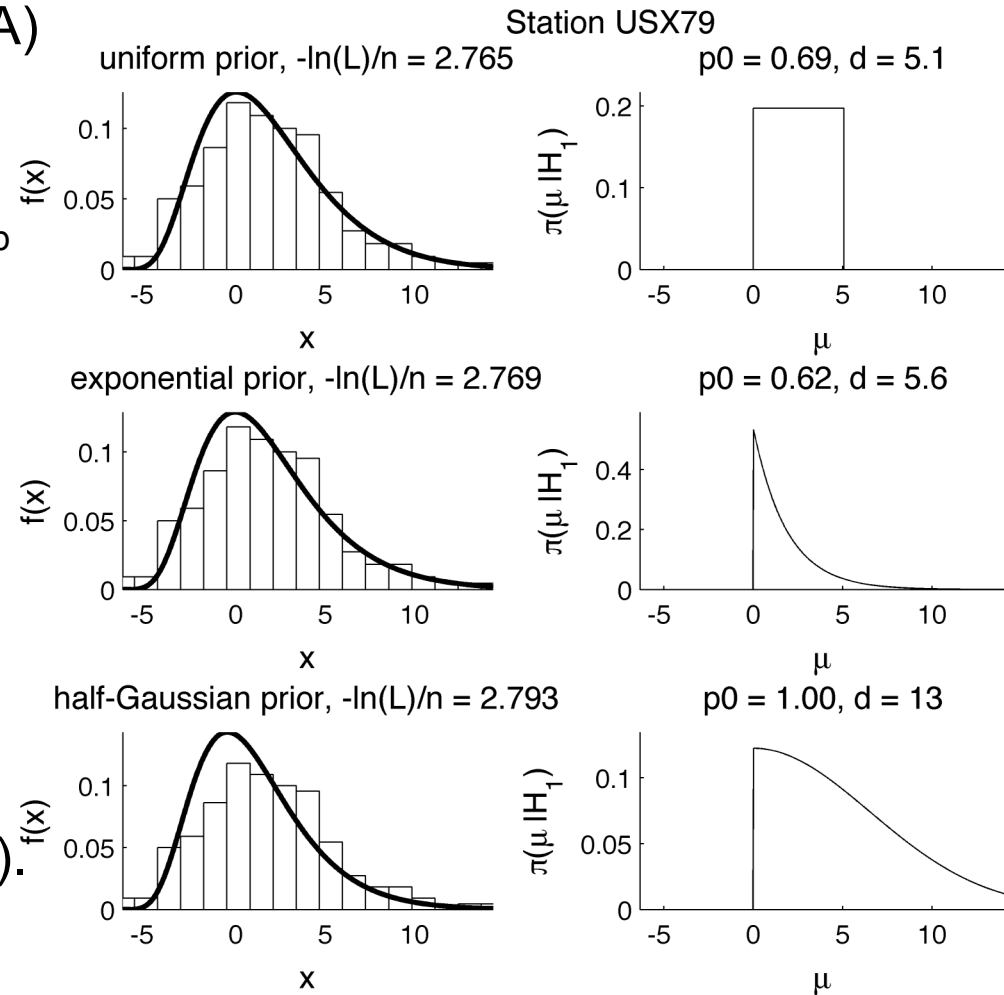 A)
Station USX79
uniform prior, -ln(L)/n = 2.765
p0 = 0.69, d = 5.1
f(x)
0.1
0.05
0
-5 0 5 10
x
π(μ |H₁)
0.2
0.1
0
-5 0 5 10
μ
exponential prior, -ln(L)/n = 2.769
p0 = 0.62, d = 5.6
f(x)
0.1
0.05
0
-5 0 5 10
x
π(μ |H₁)
0.4
0.2
0
-5 0 5 10
μ
half-Gaussian prior, -ln(L)/n = 2.793
p0 = 1.00, d = 13
f(x)
0.1
0.05
0
-5 0 5 10
x
π(μ |H₁)
0.1
0.05
0
-5 0 5 10
μ
).